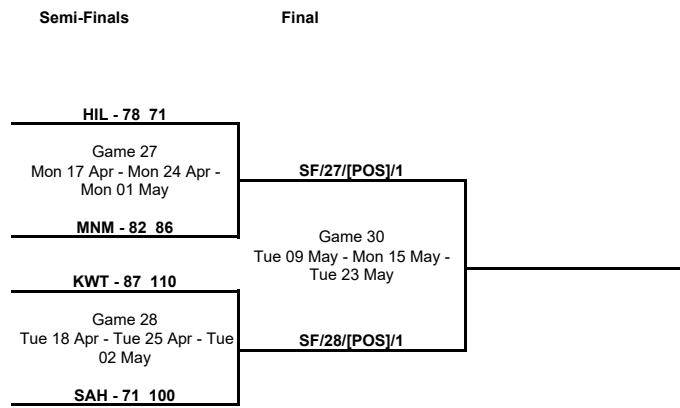 Semi-Finals
Final
HIL - 78 71
Game 27
Mon 17 Apr - Mon 24 Apr -
Mon 01 May
MNM - 82 86
SF/27/[POS]/1
Game 30
Tue 09 May - Mon 15 May -
Tue 23 May
KWT - 87 110
Game 28
Tue 18 Apr - Tue 25 Apr - Tue
02 May
SAH - 71 100
SF/28/[POS]/1